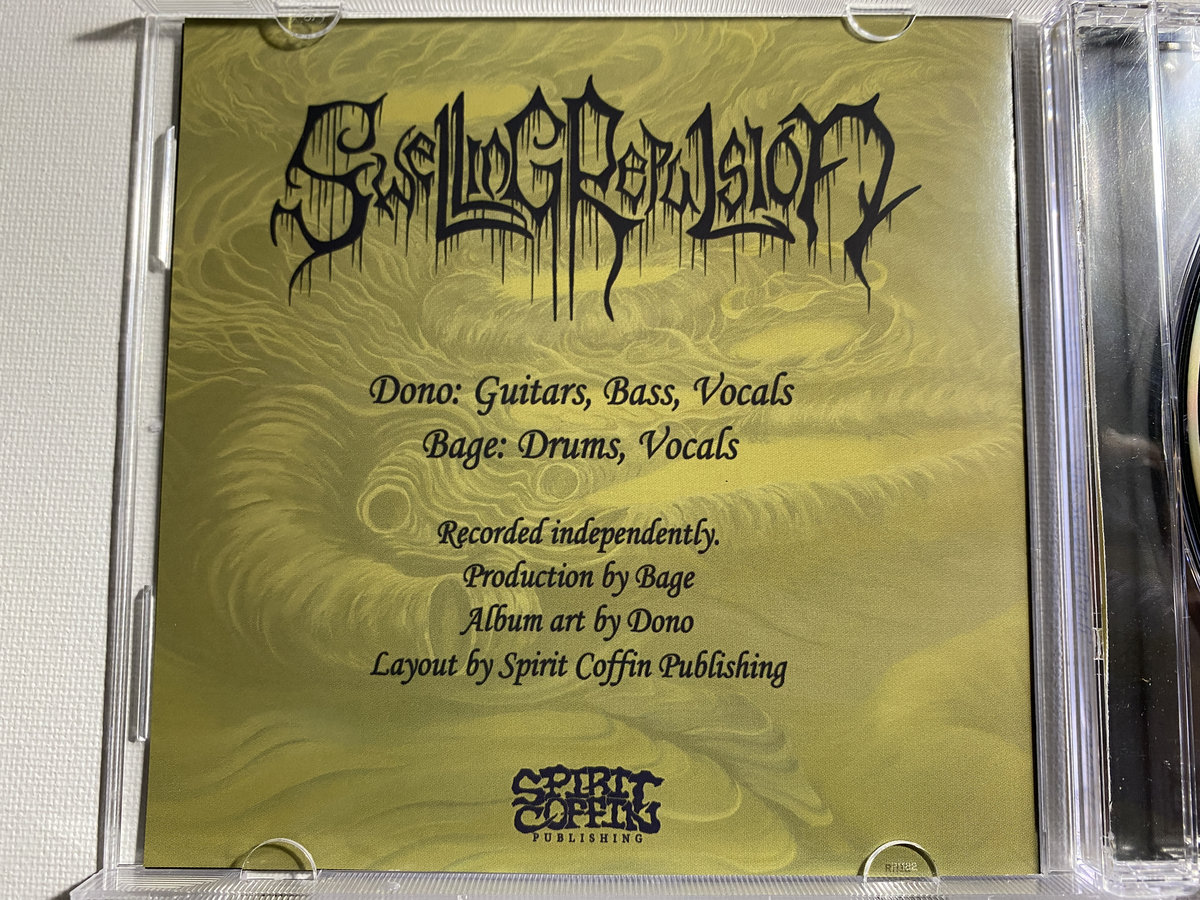 Swelling Repulsion
Dono: Guitars, Bass, Vocals
Bage: Drums, Vocals
Recorded independently.
Production by Bage
Album art by Dono
Layout by Spirit Coffin Publishing
SPIRIT
COFFIN
PUBLISHING